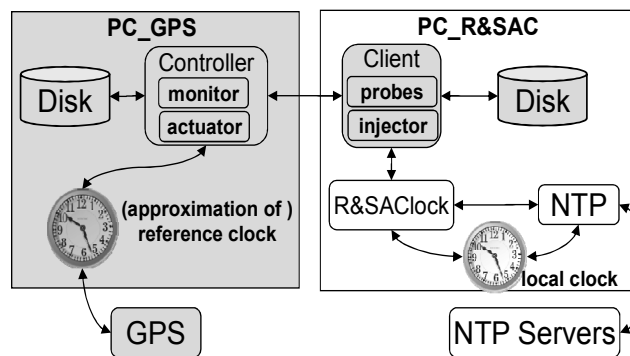 PC_GPS
Controller
monitor
actuator
Disk
(approximation of )
reference clock
GPS
PC_R&SAC
Client
probes
injector
Disk
R&SAClock
NTP
local clock
NTP Servers